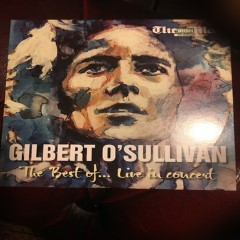 The
GILBERT O'SULLIVAN
The Best of... Live in concert